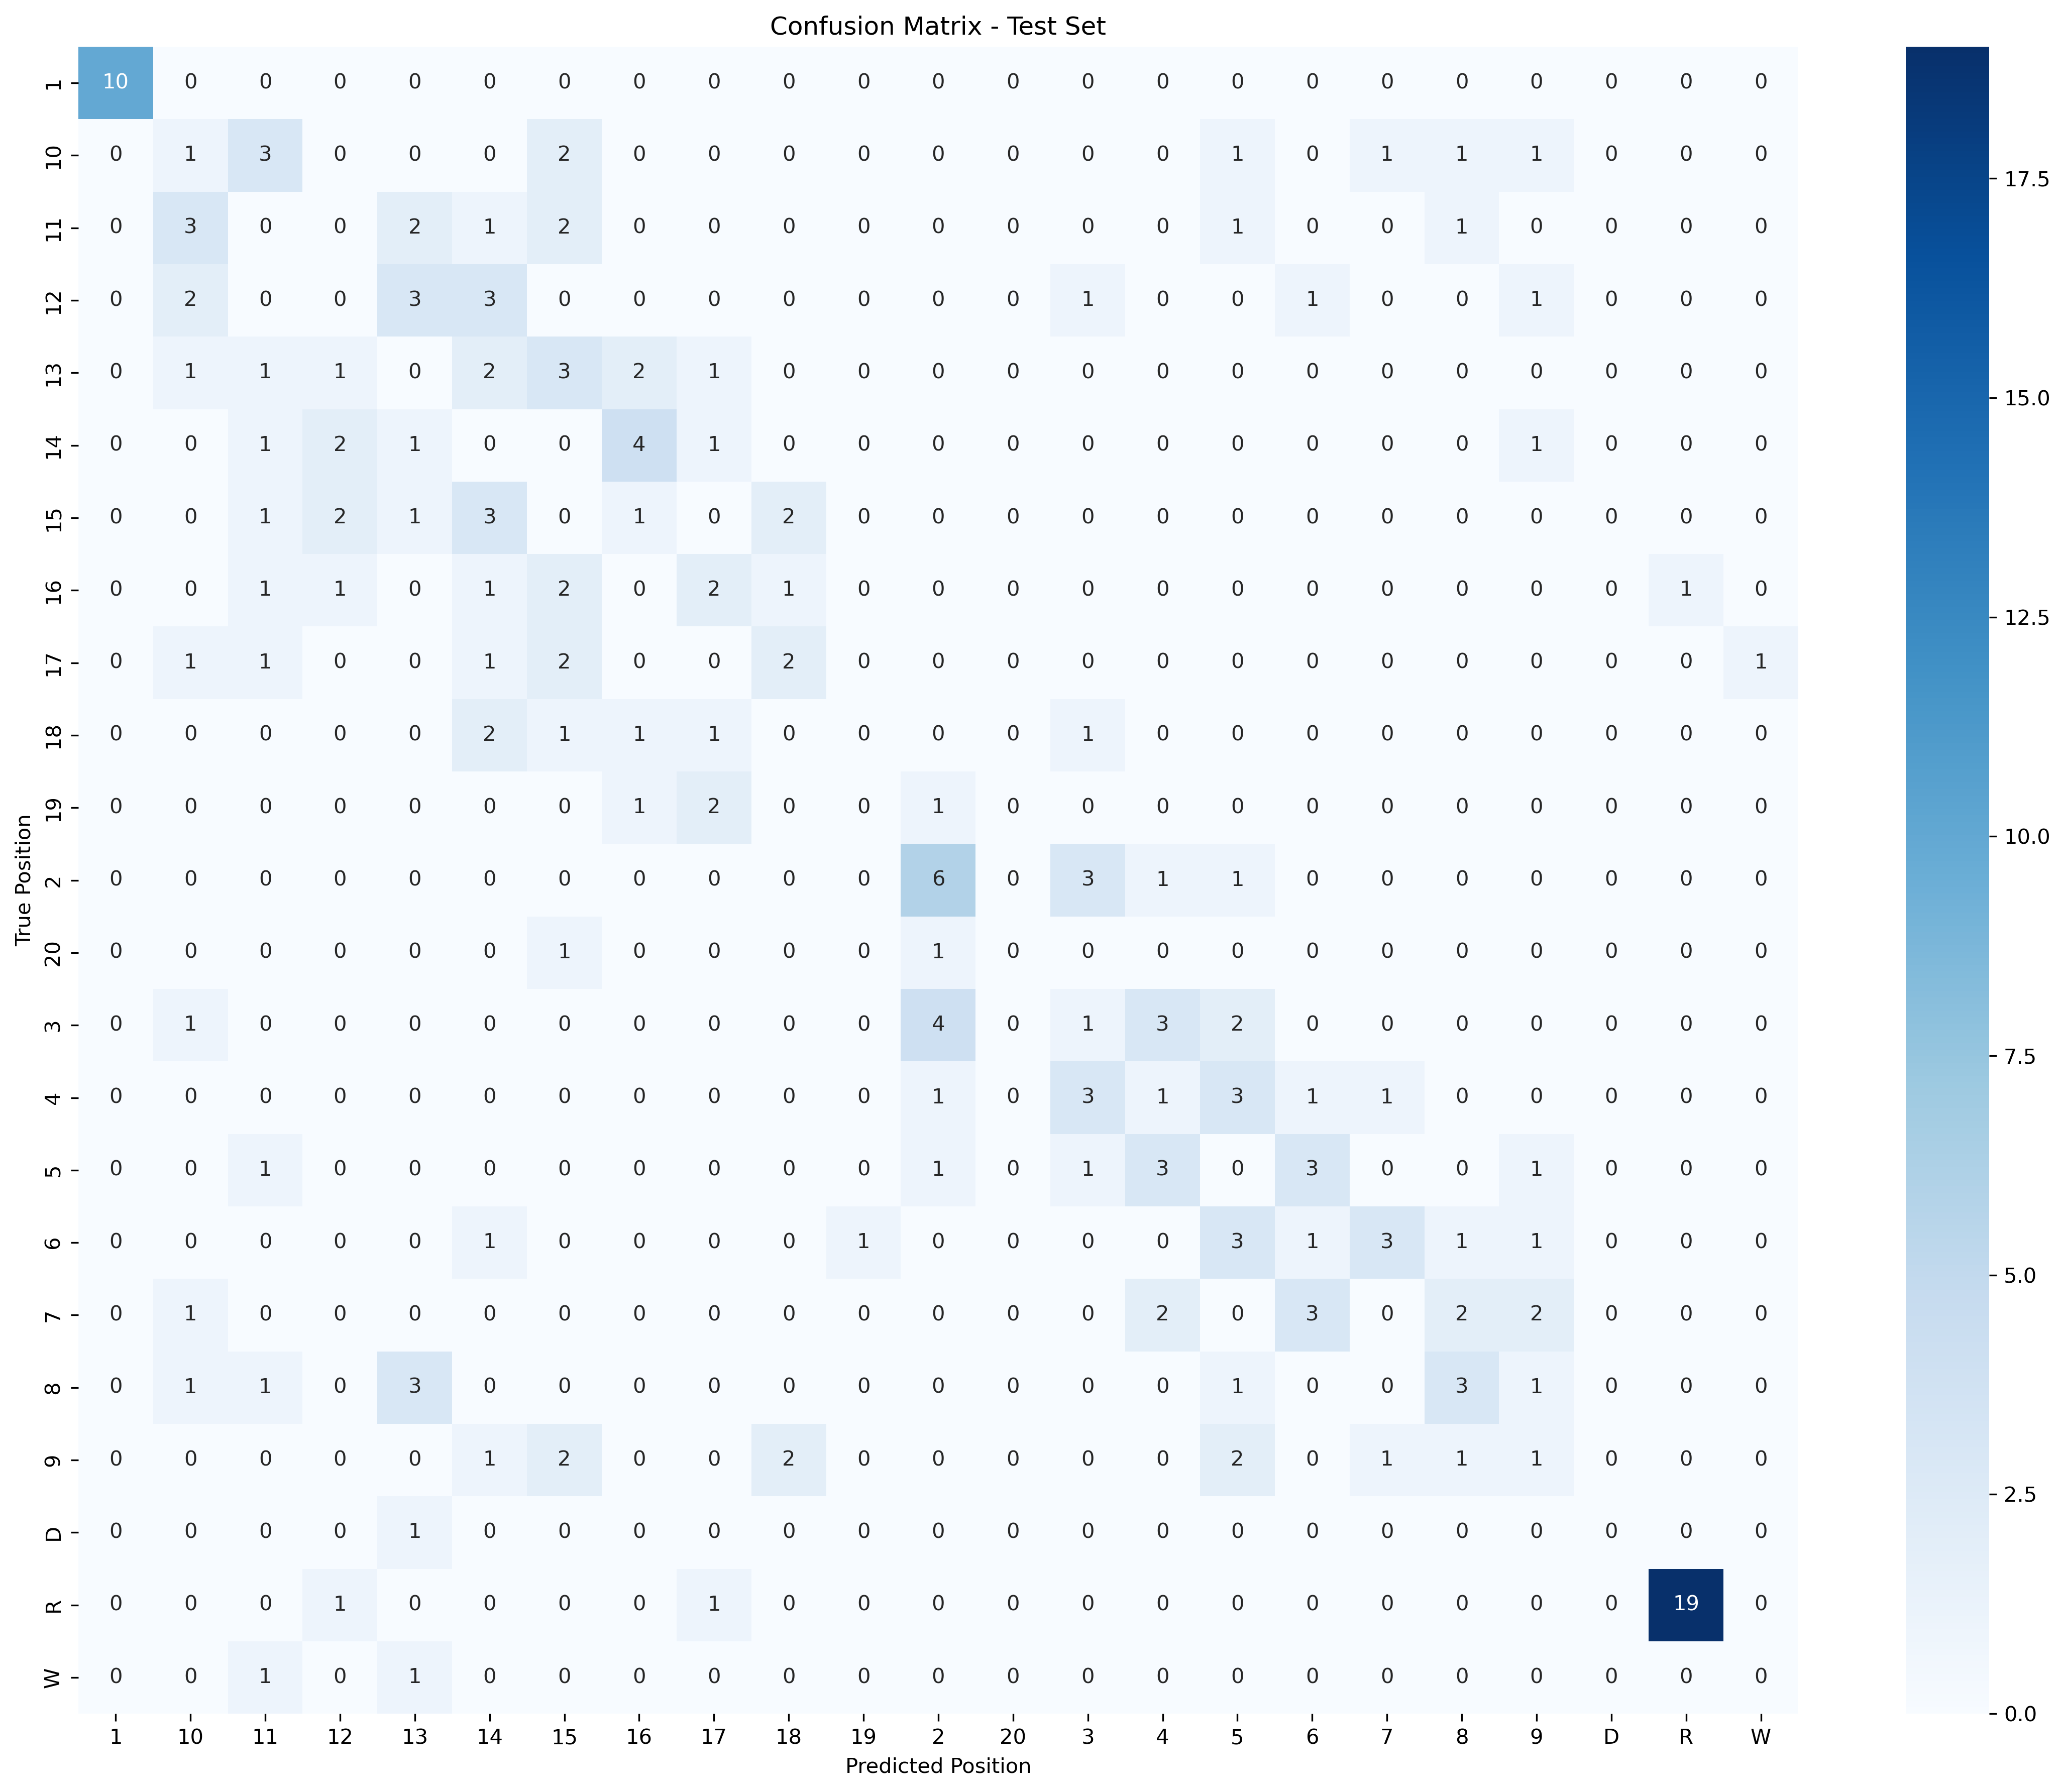 Confusion Matrix - Test Set
1 10 0 0 0 0 0 0 0 0 0 0 0 0 0 0 0 0 0 0 0 0 0 0
10 0 1 3 0 0 0 2 0 0 0 0 0 0 0 0 1 0 1 1 1 0 0 0
11 0 3 0 0 2 1 2 0 0 0 0 0 0 0 0 1 0 0 1 0 0 0 0
12 0 2 0 0 3 3 0 0 0 0 0 0 0 1 0 0 1 0 0 1 0 0 0
13 0 1 1 1 0 2 3 2 1 0 0 0 0 0 0 0 0 0 0 0 0 0 0
14 0 0 1 2 1 0 0 4 1 0 0 0 0 0 0 0 0 0 0 1 0 0 0
15 0 0 1 2 1 3 0 1 0 2 0 0 0 0 0 0 0 0 0 0 0 0 0
16 0 0 1 1 0 1 2 0 2 1 0 0 0 0 0 0 0 0 0 0 0 1 0
17 0 1 1 0 0 1 2 0 0 2 0 0 0 0 0 0 0 0 0 0 0 0 1
18 0 0 0 0 0 2 1 1 1 0 0 0 0 1 0 0 0 0 0 0 0 0 0
19 0 0 0 0 0 0 0 1 2 0 0 1 0 0 0 0 0 0 0 0 0 0 0
2 0 0 0 0 0 0 0 0 0 0 0 6 0 3 1 1 0 0 0 0 0 0 0
20 0 0 0 0 0 0 1 0 0 0 0 1 0 0 0 0 0 0 0 0 0 0 0
3 0 1 0 0 0 0 0 0 0 0 0 4 0 1 3 2 0 0 0 0 0 0 0
4 0 0 0 0 0 0 0 0 0 0 0 1 0 3 1 3 1 1 0 0 0 0 0
5 0 0 1 0 0 0 0 0 0 0 0 1 0 1 3 0 3 0 0 1 0 0 0
6 0 0 0 0 0 1 0 0 0 0 1 0 0 0 0 3 1 3 1 1 0 0 0
7 0 1 0 0 0 0 0 0 0 0 0 0 0 0 2 0 3 0 2 2 0 0 0
8 0 1 1 0 3 0 0 0 0 0 0 0 0 0 0 1 0 0 3 1 0 0 0
9 0 0 0 0 0 1 2 0 0 2 0 0 0 0 0 2 0 1 1 1 0 0 0
D 0 0 0 0 1 0 0 0 0 0 0 0 0 0 0 0 0 0 0 0 0 0 0
R 0 0 0 1 0 0 0 0 1 0 0 0 0 0 0 0 0 0 0 0 0 19 0
W 0 0 1 0 1 0 0 0 0 0 0 0 0 0 0 0 0 0 0 0 0 0 0
1 10 11 12 13 14 15 16 17 18 19 2 20 3 4 5 6 7 8 9 D R W
Predicted Position
True Position
17.5
15.0
12.5
10.0
7.5
5.0
2.5
0.0